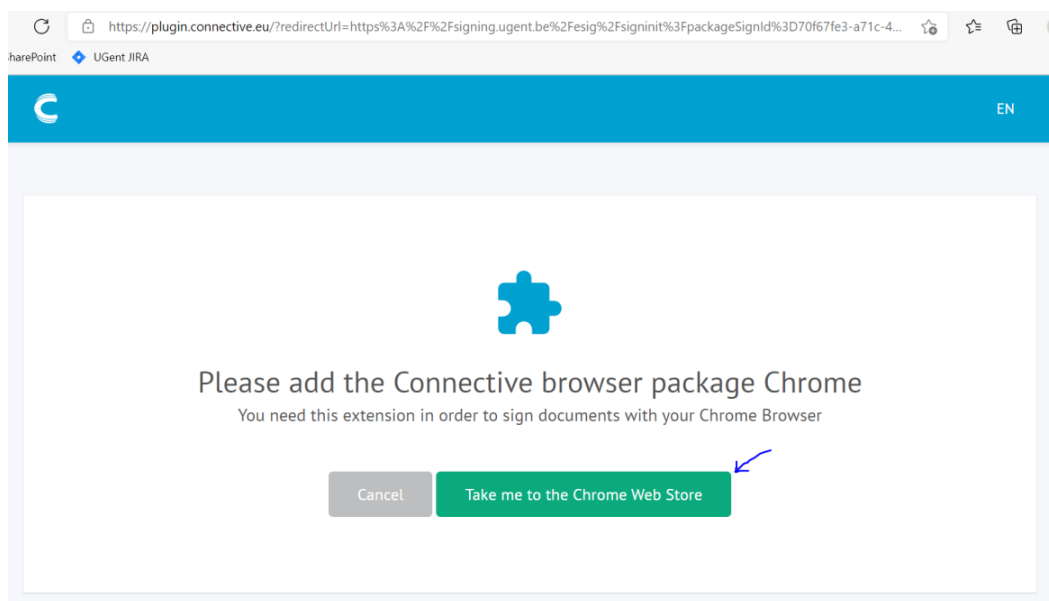 https://plugin.connective.eu/?redirectUrl=https%3A%2F%2Fsigning.ugent.be%2Fesig%2Fsigninit%3FpackageSignId%3D70f67fe3-a71c-4...
harePoint UGent JIRA
EN
Please add the Connective browser package Chrome
You need this extension in order to sign documents with your Chrome Browser
Cancel Take me to the Chrome Web Store